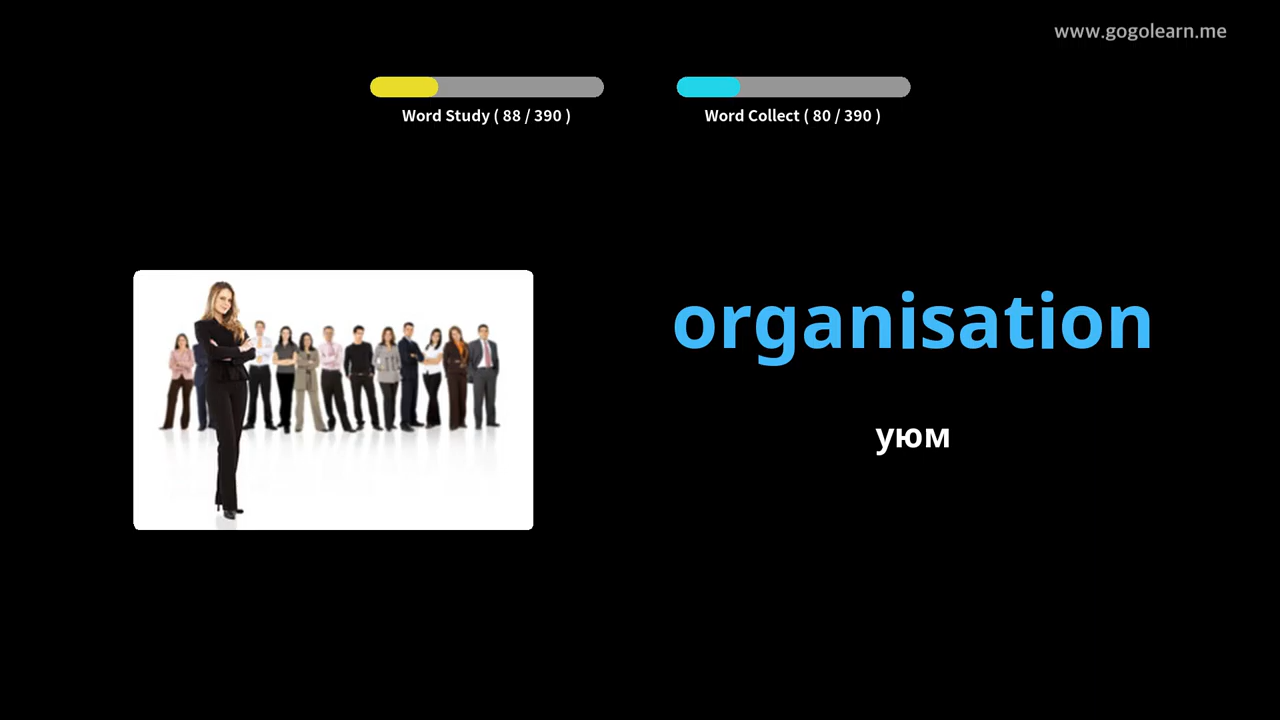 www.gogolearn.me
Word Study ( 88 / 390 )
Word Collect ( 80 / 390 )
organisation
уюм